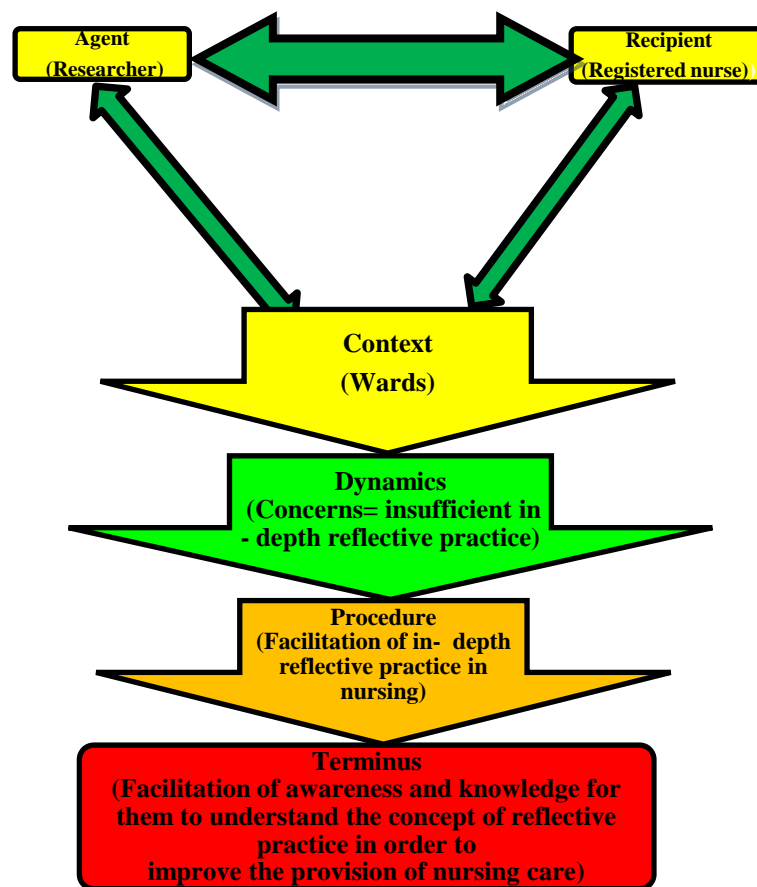 Agent
(Researcher)
Recipient
(Registered nurse)
Context
(Wards)
Dynamics
(Concerns= insufficient in
- depth reflective practice)
Procedure
(Facilitation of in- depth
reflective practice in
nursing)
Terminus
(Facilitation of awareness and knowledge for
them to understand the concept of reflective
practice in order to
improve the provision of nursing care)